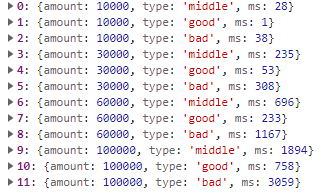 0: {amount: 10000, type: 'middle', ms: 28}
1: {amount: 10000, type: 'good', ms: 1}
2: {amount: 10000, type: 'bad', ms: 38}
3: {amount: 30000, type: 'middle', ms: 235}
4: {amount: 30000, type: 'good', ms: 53}
5: {amount: 30000, type: 'bad', ms: 308}
6: {amount: 60000, type: 'middle', ms: 696}
7: {amount: 60000, type: 'good', ms: 233}
8: {amount: 60000, type: 'bad', ms: 1167}
9: {amount: 100000, type: 'middle', ms: 1894}
10: {amount: 100000, type: 'good', ms: 758}
11: {amount: 100000, type: 'bad', ms: 3059}